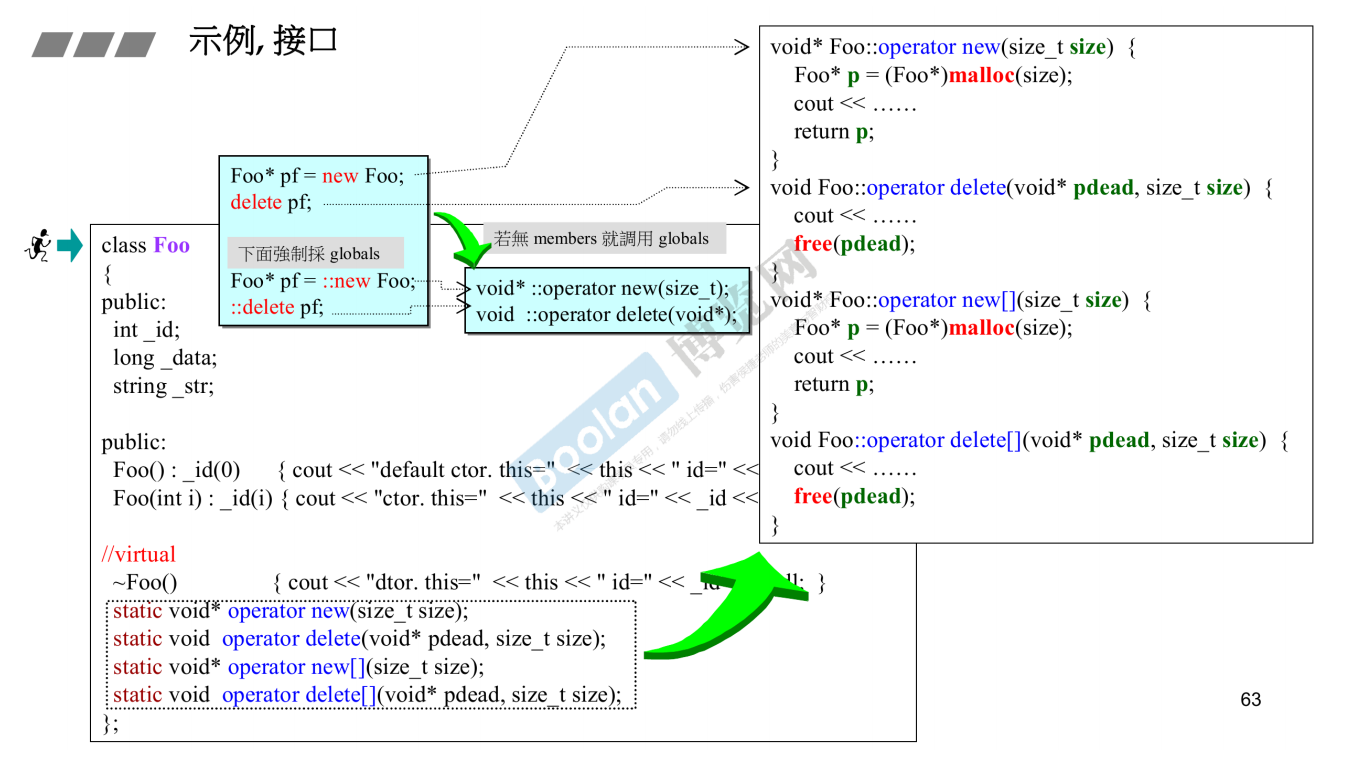 示例, 接口
void* Foo::operator new(size_t size) {
Foo* p = (Foo*)malloc(size);
cout << ……
return p;
}
void Foo::operator delete(void* pdead, size_t size) {
cout << ……
free(pdead);
}
void* Foo::operator new[](size_t size) {
Foo* p = (Foo*)malloc(size);
cout << ……
return p;
}
void Foo::operator delete[](void* pdead, size_t size) {
cout << ……
free(pdead);
}
Foo* pf = new Foo;
delete pf;
下面強制採 globals
Foo* pf = ::new Foo;
::delete pf;
若無 members 就調用 globals
void* ::operator new(size_t);
void ::operator delete(void*);
class Foo
{
public:
int _id;
long _data;
string _str;
public:
Foo() : _id(0) { cout << "default ctor. this=" << this << " id=" <<
Foo(int i) : _id(i) { cout << "ctor. this=" << this << " id=" << _id <<
//virtual
~Foo() { cout << "dtor. this=" << this << " id=" << _id l; }
static void* operator new(size_t size);
static void operator delete(void* pdead, size_t size);
static void* operator new[](size_t size);
static void operator delete[](void* pdead, size_t size);
};
boolan 博览网
63